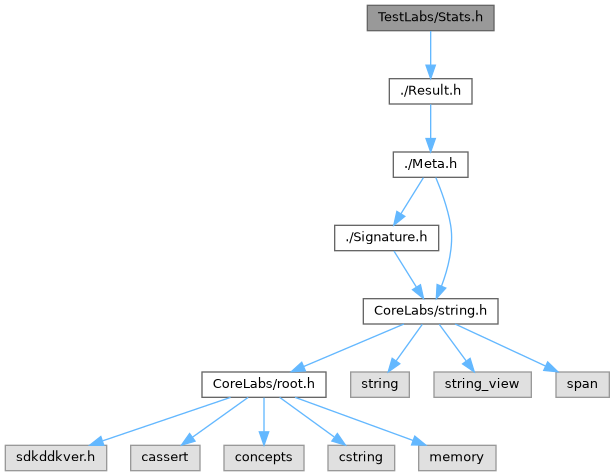 TestLabs/Stats.h
./Result.h
./Meta.h
./Signature.h
CoreLabs/string.h
CoreLabs/root.h
string
string_view
span
sdkddkver.h
cassert
concepts
cstring
memory